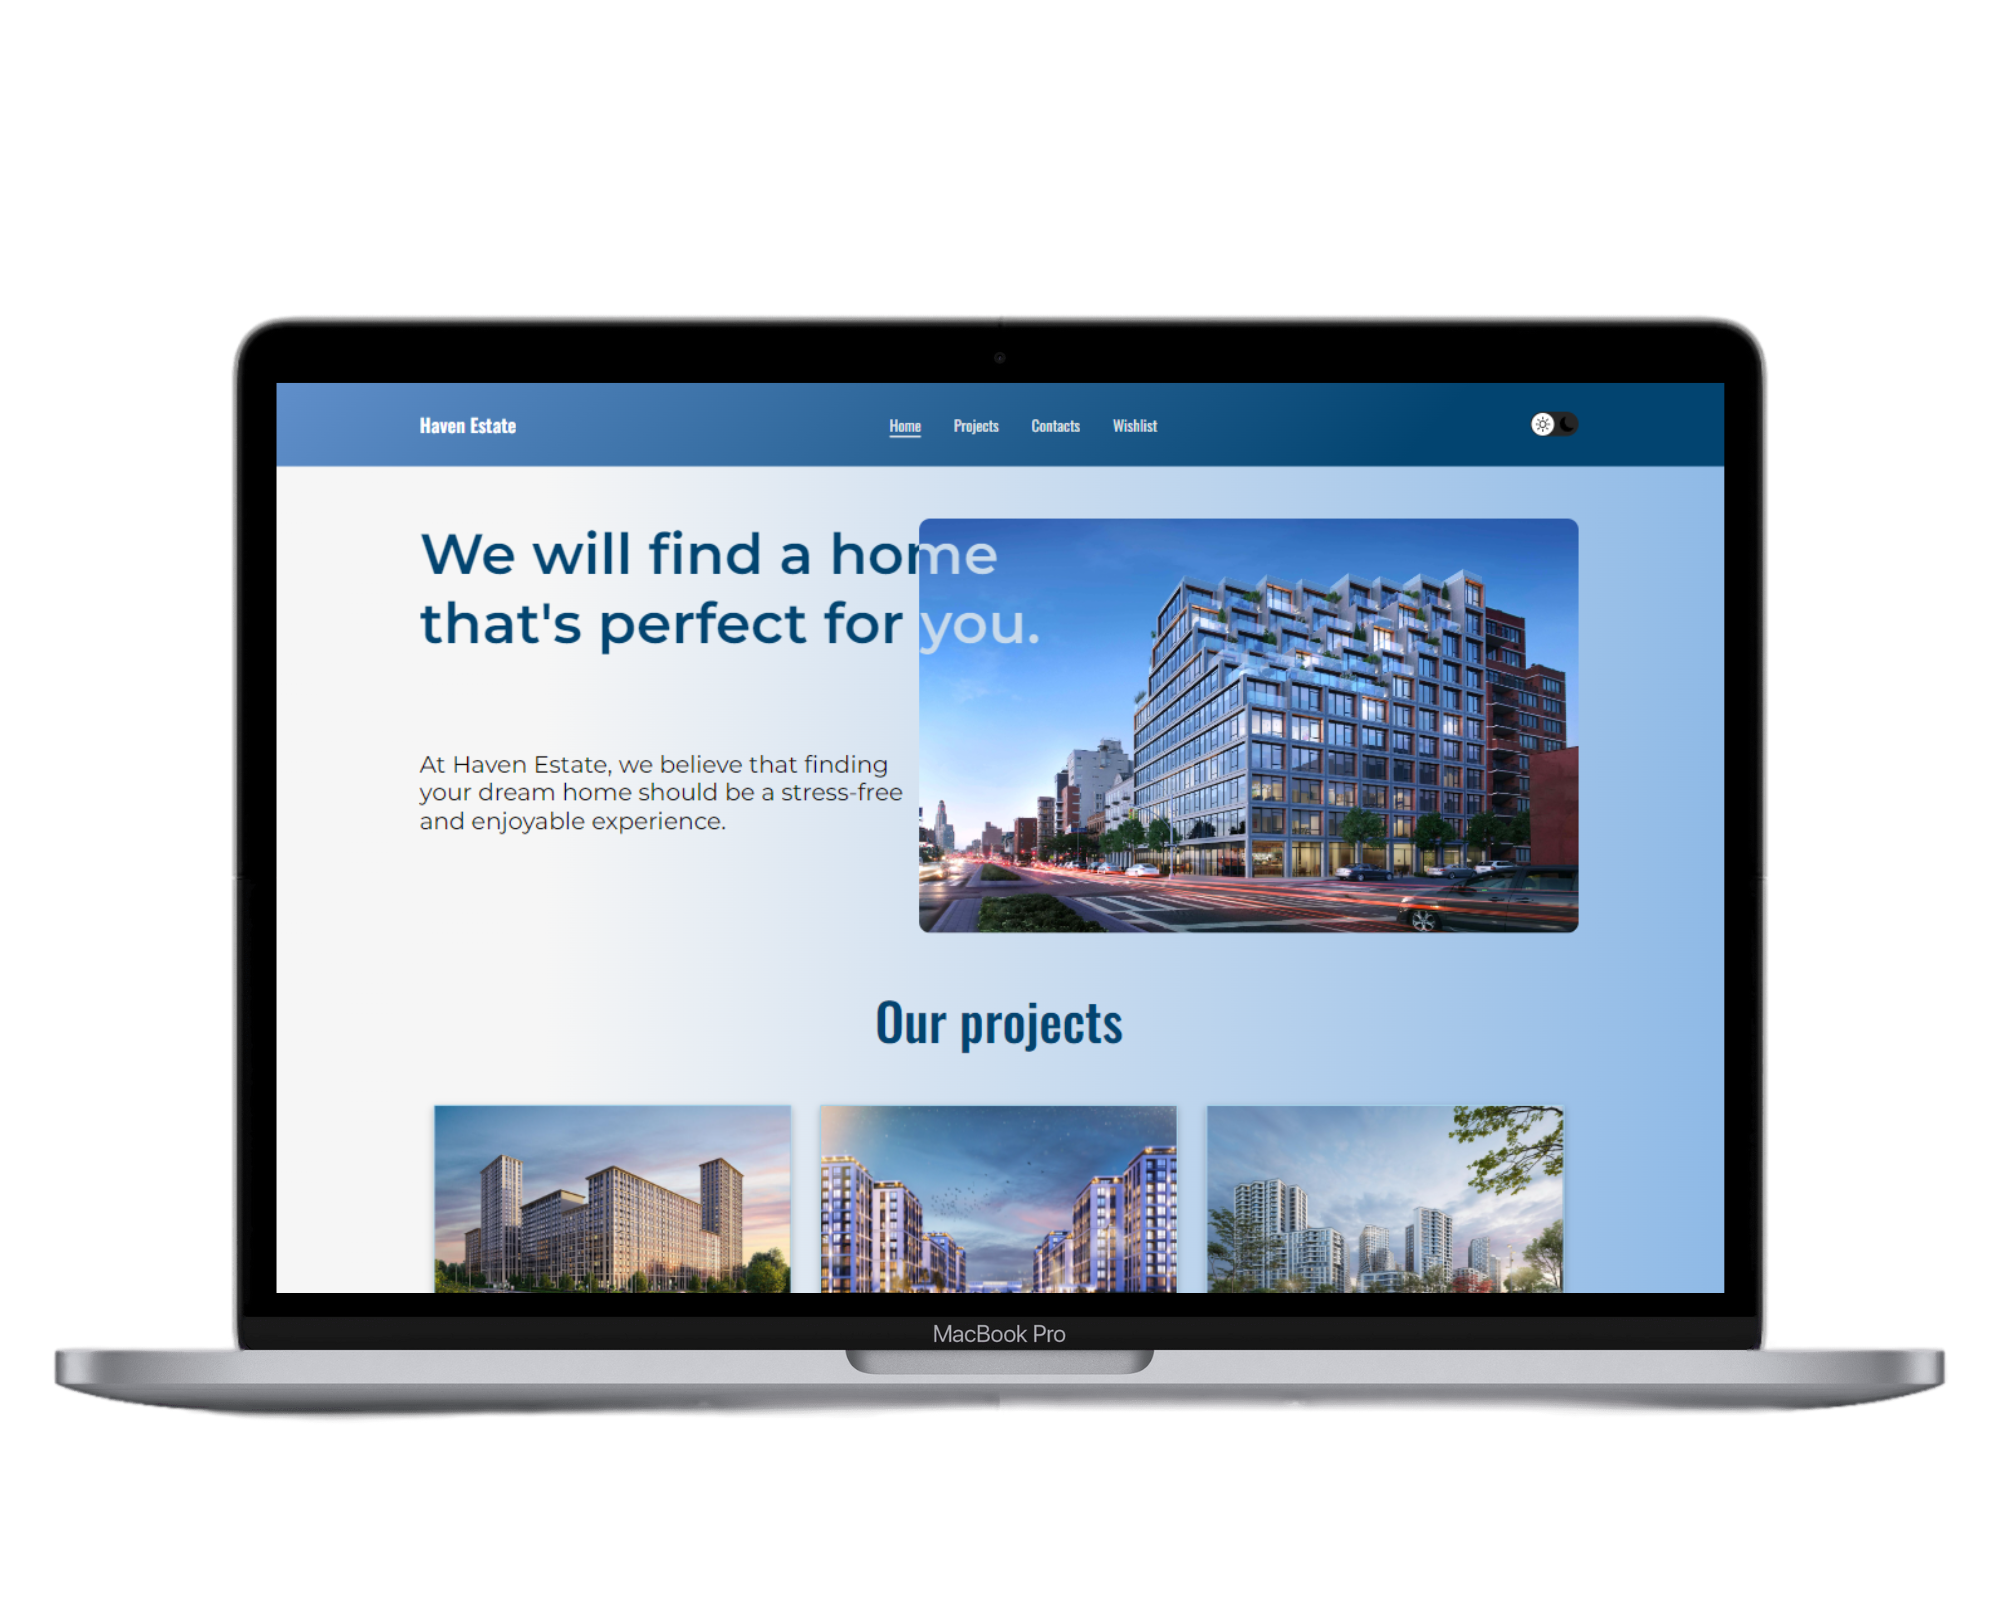 Haven Estate
Home
Projects
Contacts
Wishlist
We will find a home
that's perfect for you.
At Haven Estate, we believe that finding
your dream home should be a stress-free
and enjoyable experience.
Our projects
MacBook Pro